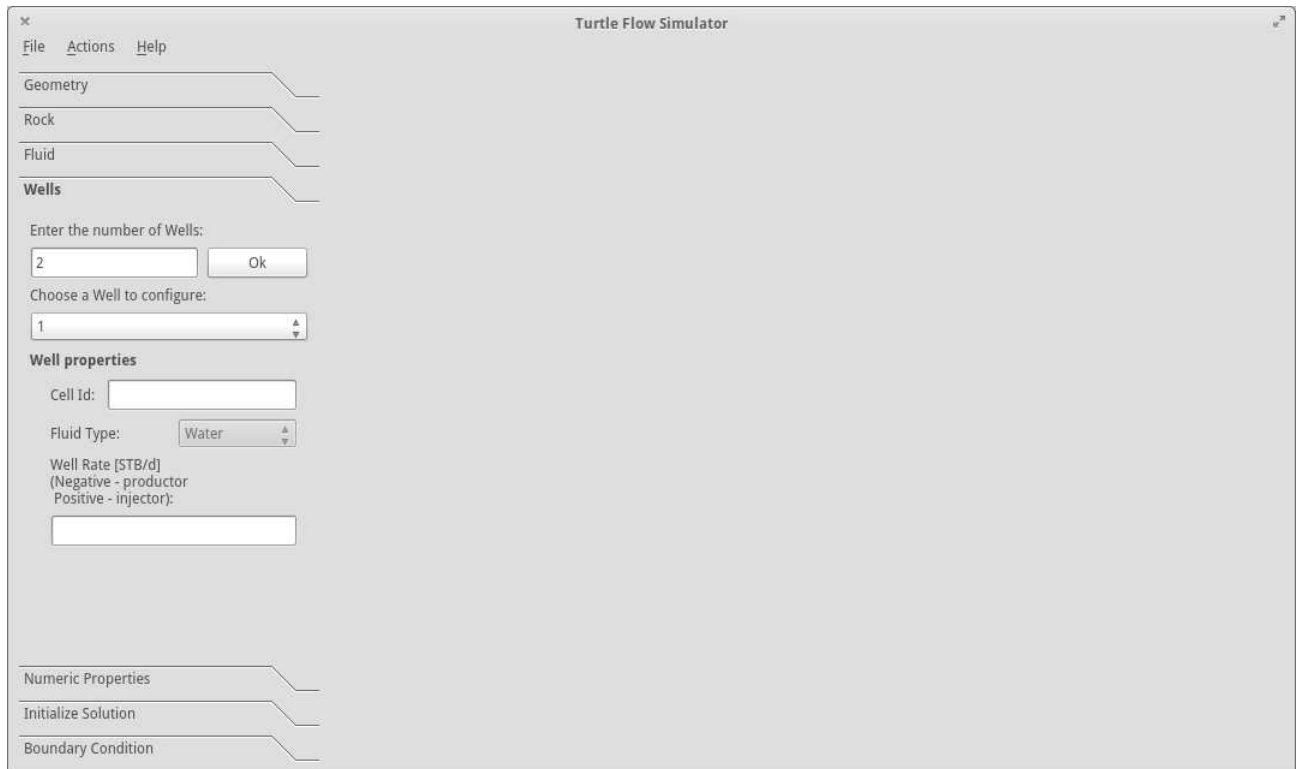 Turtle Flow Simulator
File Actions Help
Geometry
Rock
Fluid
Wells
Enter the number of Wells:
2 Ok
Choose a Well to configure:
1
Well properties
Cell Id:
Fluid Type: Water
Well Rate [STB/d]
(Negative - productor
Positive - injector):
Numeric Properties
Initialize Solution
Boundary Condition